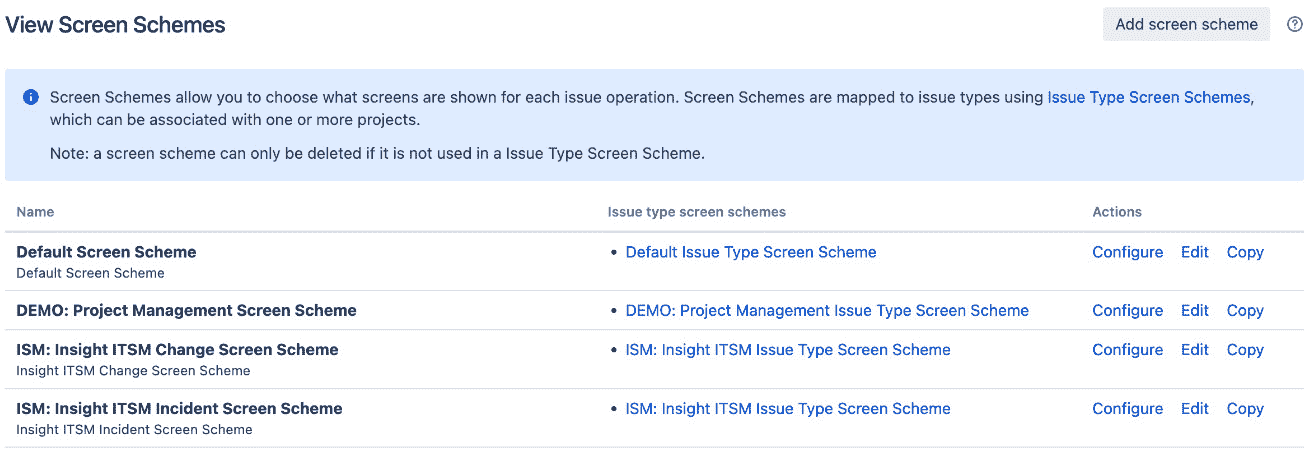 View Screen Schemes
Add screen scheme
Screen Schemes allow you to choose what screens are shown for each issue operation. Screen Schemes are mapped to issue types using Issue Type Screen Schemes,
which can be associated with one or more projects.
Note: a screen scheme can only be deleted if it is not used in a Issue Type Screen Scheme.
Name Issue type screen schemes Actions
Default Screen Scheme • Default Issue Type Screen Scheme Configure Edit Copy
Default Screen Scheme
DEMO: Project Management Screen Scheme • DEMO: Project Management Issue Type Screen Scheme Configure Edit Copy
ISM: Insight ITSM Change Screen Scheme • ISM: Insight ITSM Issue Type Screen Scheme Configure Edit Copy
Insight ITSM Change Screen Scheme
ISM: Insight ITSM Incident Screen Scheme • ISM: Insight ITSM Issue Type Screen Scheme Configure Edit Copy
Insight ITSM Incident Screen Scheme